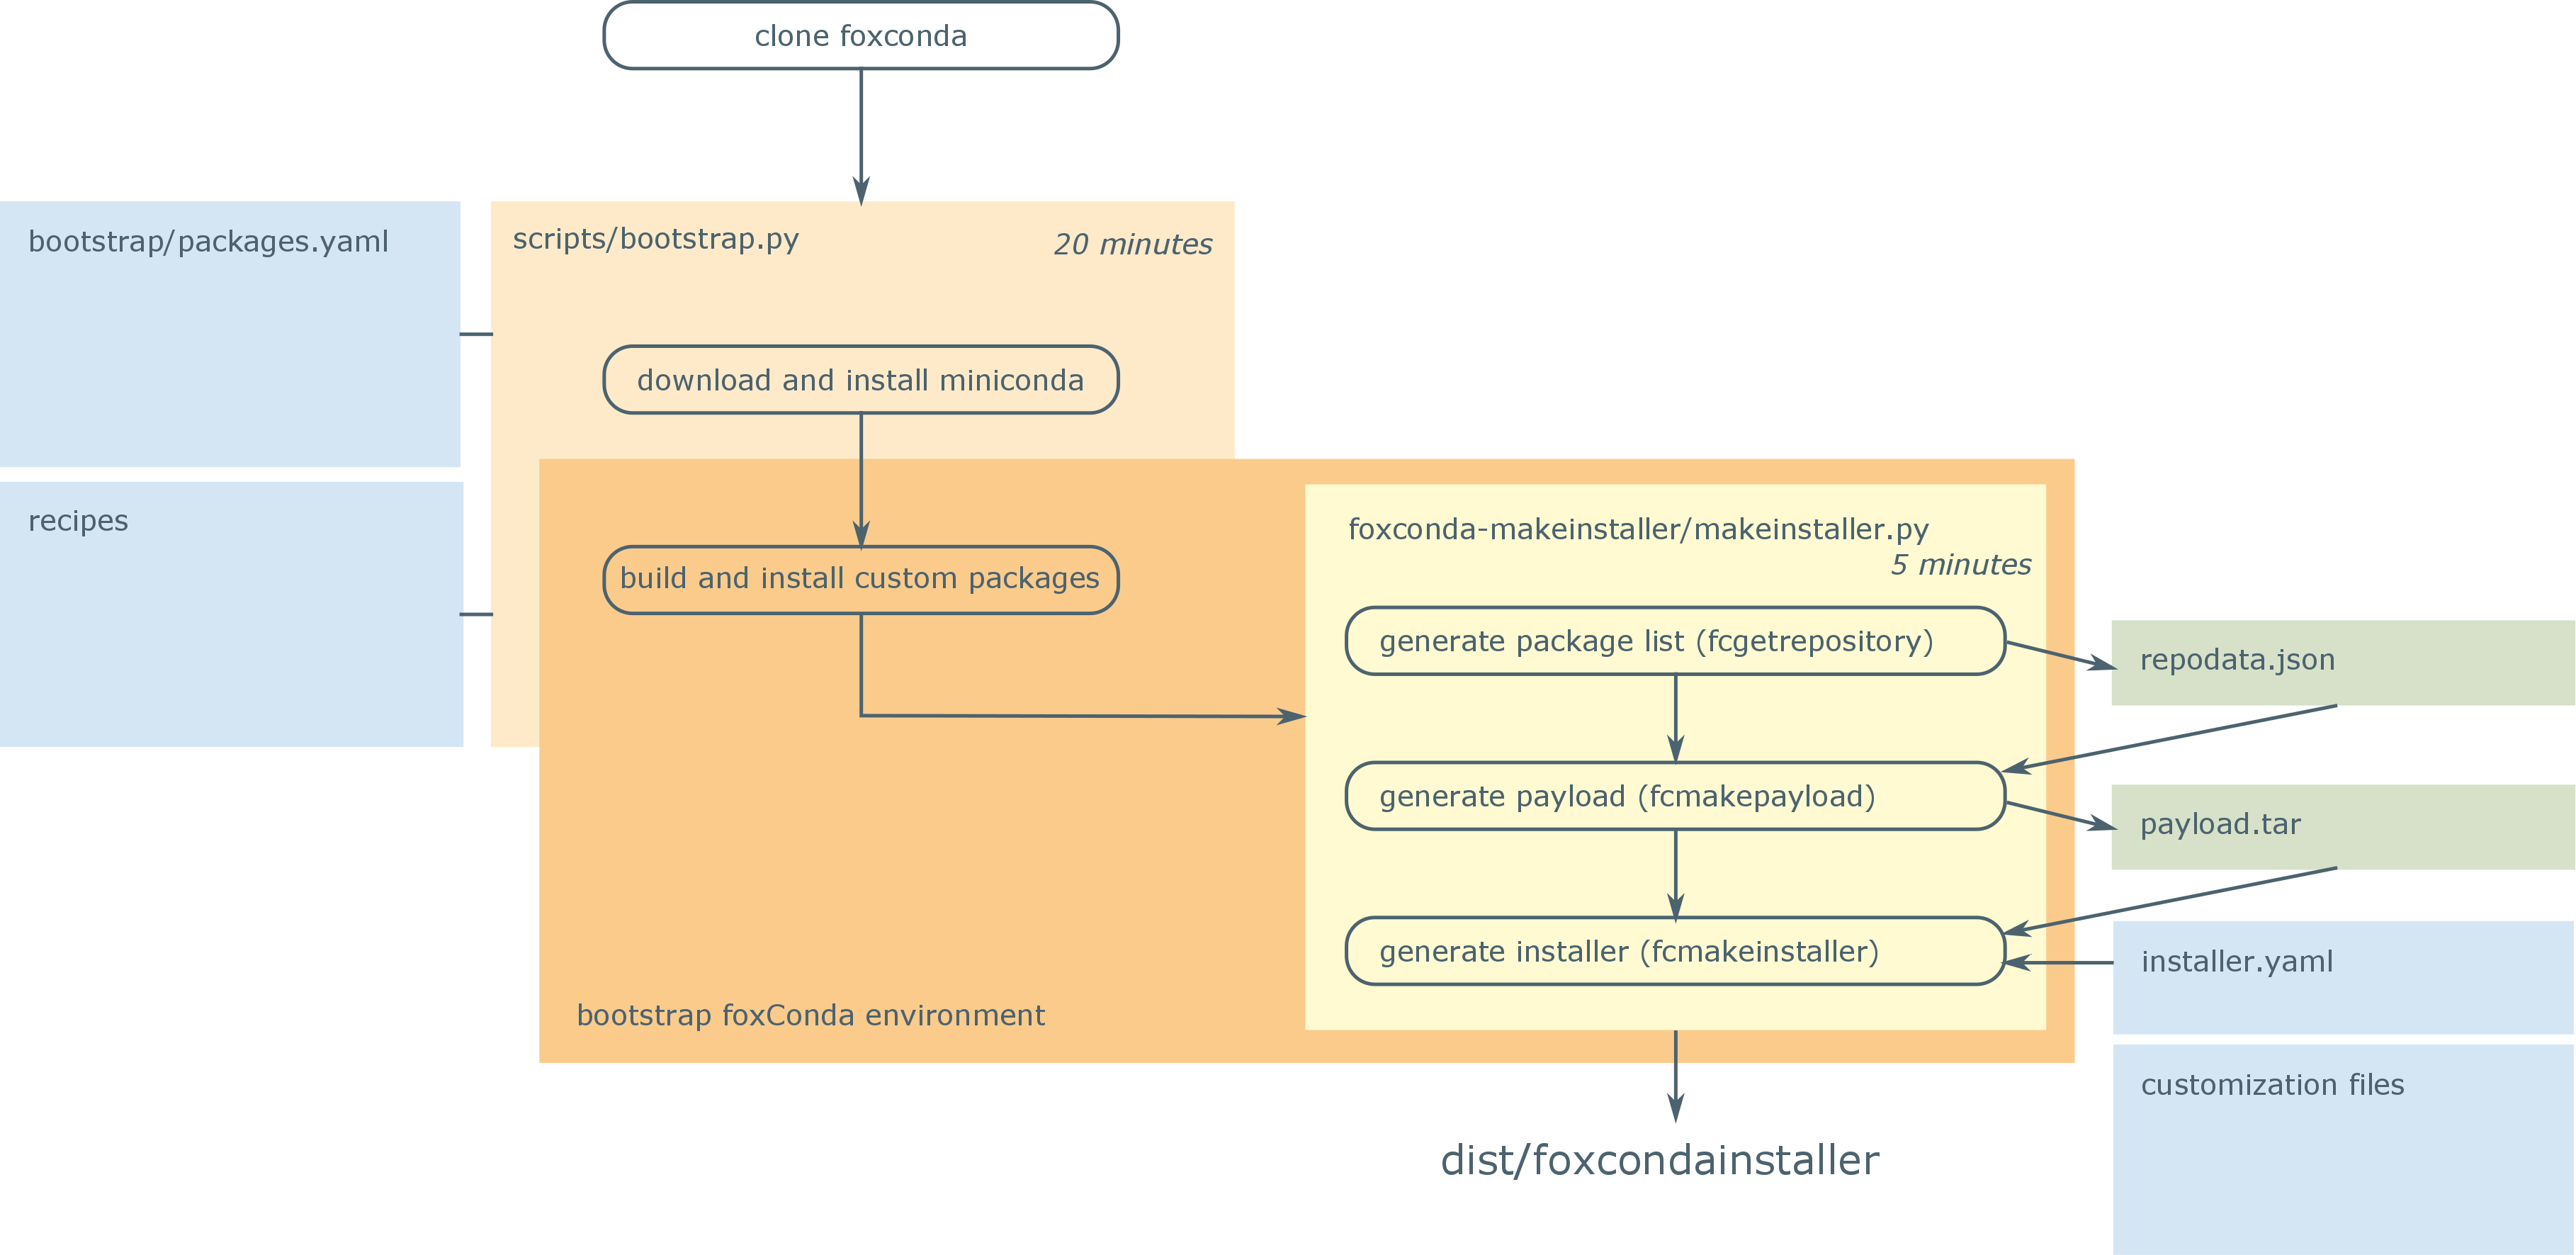 clone foxconda
bootstrap/packages.yaml
scripts/bootstrap.py
20 minutes
download and install miniconda
recipes
build and install custom packages
bootstrap foxConda environment
foxconda-makeinstaller/makeinstaller.py
5 minutes
generate package list (fcgetrepository)
repodata.json
generate payload (fcmakepayload)
payload.tar
generate installer (fcmakeinstaller)
installer.yaml
customization files
dist/foxcondainstaller